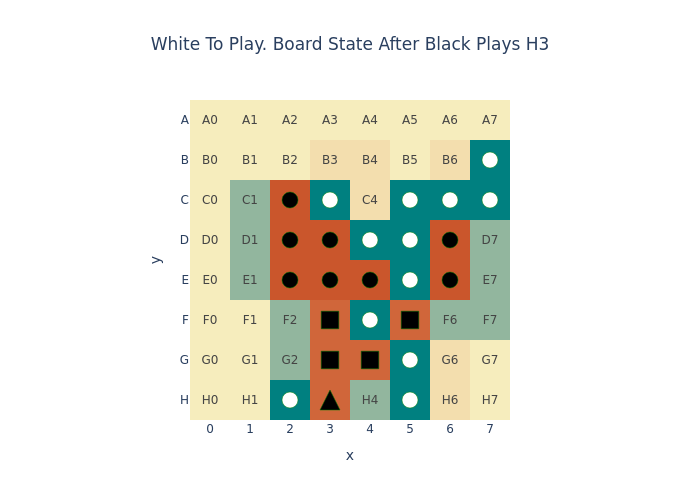 White To Play. Board State After Black Plays H3
A A0 A1 A2 A3 A4 A5 A6 A7
B B0 B1 B2 B3 B4 B5 B6
C C0 C1 C4
D D0 D1 D7
E E0 E1 E7
F F0 F1 F2 F6 F7
G G0 G1 G2 G6 G7
H H0 H1 H4 H6 H7
0 1 2 3 4 5 6 7
x
y